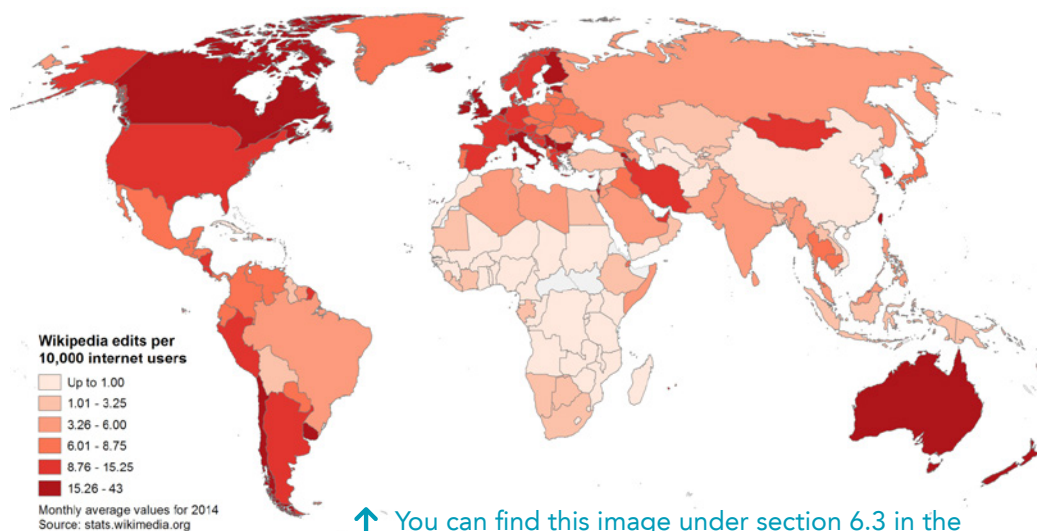 Wikipedia edits per
10,000 internet users
Up to 1.00
1.01 - 3.25
3.26 - 6.00
6.01 - 8.75
8.76 - 15.25
15.26 - 43
Monthly average values for 2014
Source: stats.wikimedia.org
↑ You can find this image under section 6.3 in the